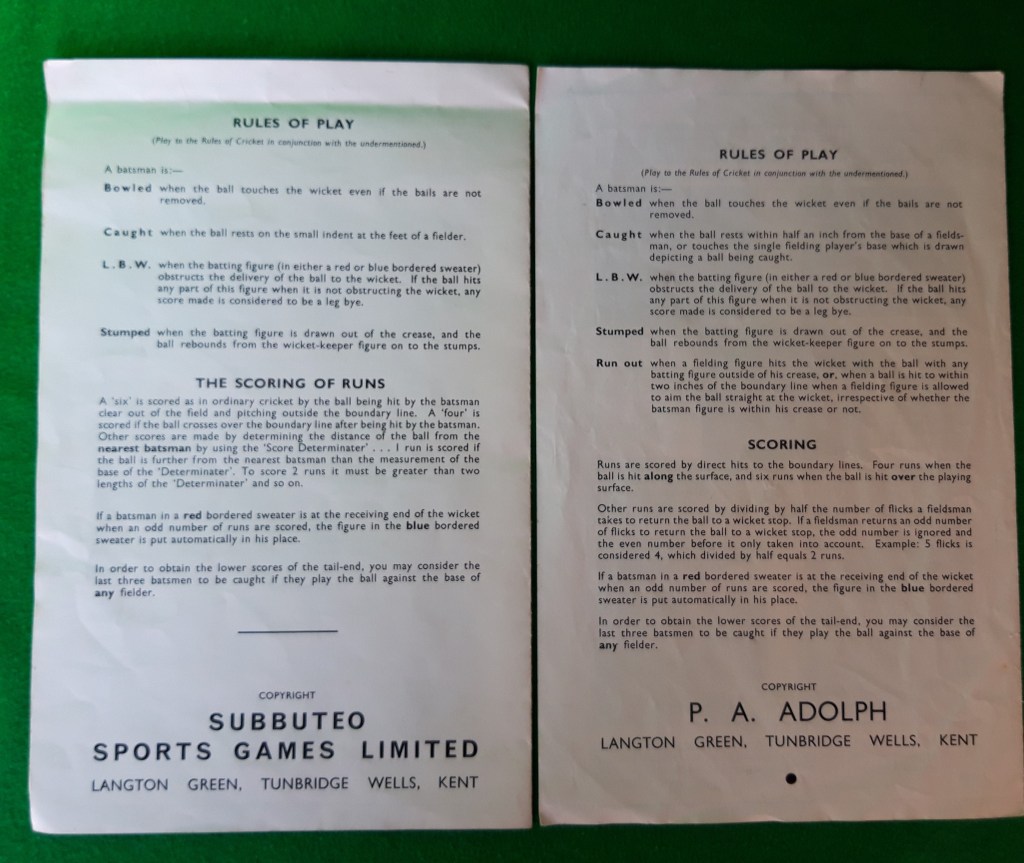 RULES OF PLAY
(Play to the Rules of Cricket in conjunction with the undermentioned.)
A batsman is:—
Bowled when the ball touches the wicket even if the bails are not
removed.
Caught when the ball rests on the small indent at the feet of a fielder.
L.B.W. when the batting figure (in either a red or blue bordered sweater)
obstructs the delivery of the ball to the wicket. If the ball hits
any part of this figure when it is not obstructing the wicket, any
score made is considered to be a leg bye.
Stumped when the batting figure is drawn out of the crease, and the
ball rebounds from the wicket-keeper figure on to the stumps.
THE SCORING OF RUNS
A 'six' is scored as in ordinary cricket by the ball being hit by the batsman
clear out of the field and pitching outside the boundary line. A 'four' is
scored if the ball crosses over the boundary line after being hit by the batsman.
Other scores are made by determining the distance of the ball from the
nearest batsman by using the 'Score Determinater' . . . 1 run is scored if
the ball is further from the nearest batsman than the measurement of the
base of the 'Determinater'. To score 2 runs it must be greater than two
lengths of the 'Determinater' and so on.
If a batsman in a red bordered sweater is at the receiving end of the wicket
when an odd number of runs are scored, the figure in the blue bordered
sweater is put automatically in his place.
In order to obtain the lower scores of the tail-end, you may consider the
last three batsmen to be caught if they play the ball against the base of
any fielder.
COPYRIGHT
SUBBUTEO
SPORTS GAMES LIMITED
LANGTON GREEN, TUNBRIDGE WELLS, KENT
RULES OF PLAY
(Play to the Rules of Cricket in conjunction with the undermentioned.)
A batsman is:—
Bowled when the ball touches the wicket even if the bails are not
removed.
Caught when the ball rests within half an inch from the base of a fields-
man, or touches the single fielding player's base which is drawn
depicting a ball being caught.
L.B.W. when the batting figure (in either a red or blue bordered sweater)
obstructs the delivery of the ball to the wicket. If the ball hits
any part of this figure when it is not obstructing the wicket, any
score made is considered to be a leg bye.
Stumped when the batting figure is drawn out of the crease, and the
ball rebounds from the wicket-keeper figure on to the stumps.
Run out when a fielding figure hits the wicket with the ball with any
batting figure outside of his crease, or, when a ball is hit to within
two inches of the boundary line when a fielding figure is allowed
to aim the ball straight at the wicket, irrespective of whether the
batsman figure is within his crease or not.
SCORING
Runs are scored by direct hits to the boundary lines. Four runs when the
ball is hit along the surface, and six runs when the ball is hit over the playing
surface.
Other runs are scored by dividing by half the number of flicks a fieldsman
takes to return the ball to a wicket stop. If a fieldsman returns an odd number
of flicks to return the ball to a wicket stop, the odd number is ignored and
the even number before it only taken into account. Example: 5 flicks is
considered 4, which divided by half equals 2 runs.
If a batsman in a red bordered sweater is at the receiving end of the wicket
when an odd number of runs are scored, the figure in the blue bordered
sweater is put automatically in his place.
In order to obtain the lower scores of the tail-end, you may consider the
last three batsmen to be caught if they play the ball against the base of
any fielder.
COPYRIGHT
P. A. ADOLPH
LANGTON GREEN, TUNBRIDGE WELLS, KENT